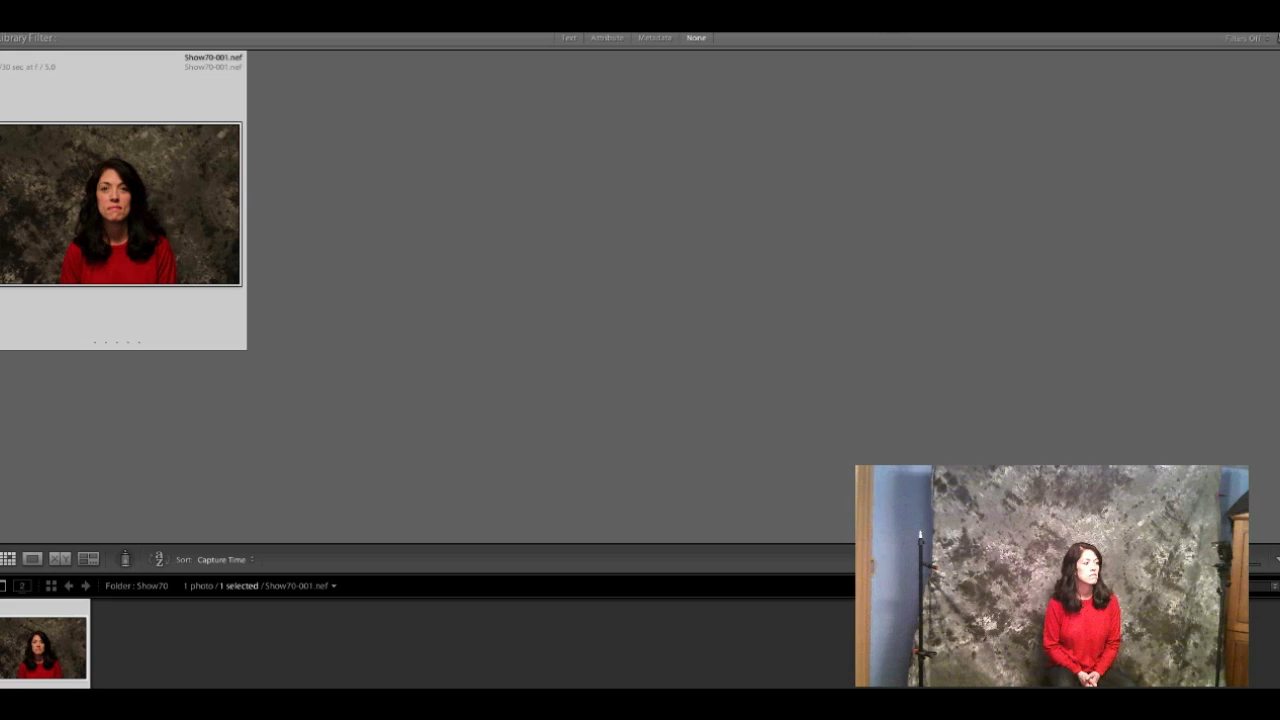 Library Filter: Text Attribute Metadata None Filters Off
Show70-001.nef
/30 sec at f / 5.0 Show70-001.nef
Sort: Capture Time
2 Folder : Show70 1 photo / 1 selected / Show70-001.nef